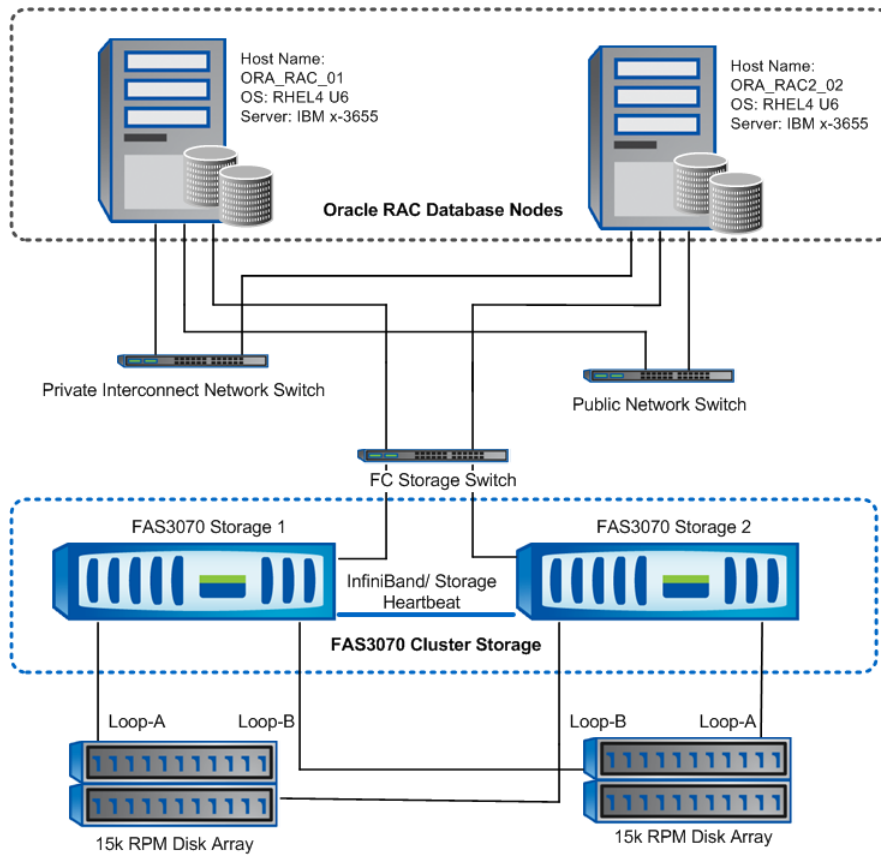 Host Name:
ORA_RAC_01
OS: RHEL4 U6
Server: IBM x-3655
Host Name:
ORA_RAC2_02
OS: RHEL4 U6
Server: IBM x-3655
Oracle RAC Database Nodes
Private Interconnect Network Switch
Public Network Switch
FC Storage Switch
FAS3070 Storage 1
FAS3070 Storage 2
InfiniBand/ Storage
Heartbeat
FAS3070 Cluster Storage
Loop-A
Loop-B
Loop-B
Loop-A
15k RPM Disk Array
15k RPM Disk Array